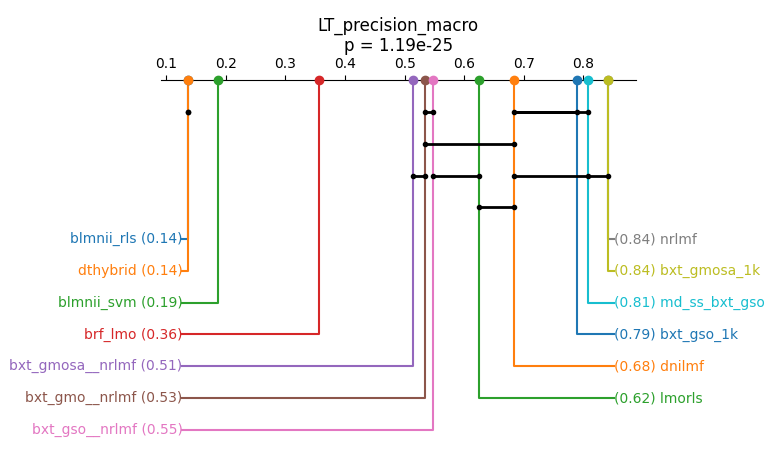 LT_precision_macro
p = 1.19e-25
0.1 0.2 0.3 0.4 0.5 0.6 0.7 0.8
blmnii_rls (0.14) (0.84) nrlmf
dthybrid (0.14) (0.84) bxt_gmosa_1k
blmnii_svm (0.19) (0.81) md_ss_bxt_gso
brf_lmo (0.36) (0.79) bxt_gso_1k
bxt_gmosa__nrlmf (0.51) (0.68) dnilmf
bxt_gmo__nrlmf (0.53) (0.62) lmorls
bxt_gso__nrlmf (0.55)